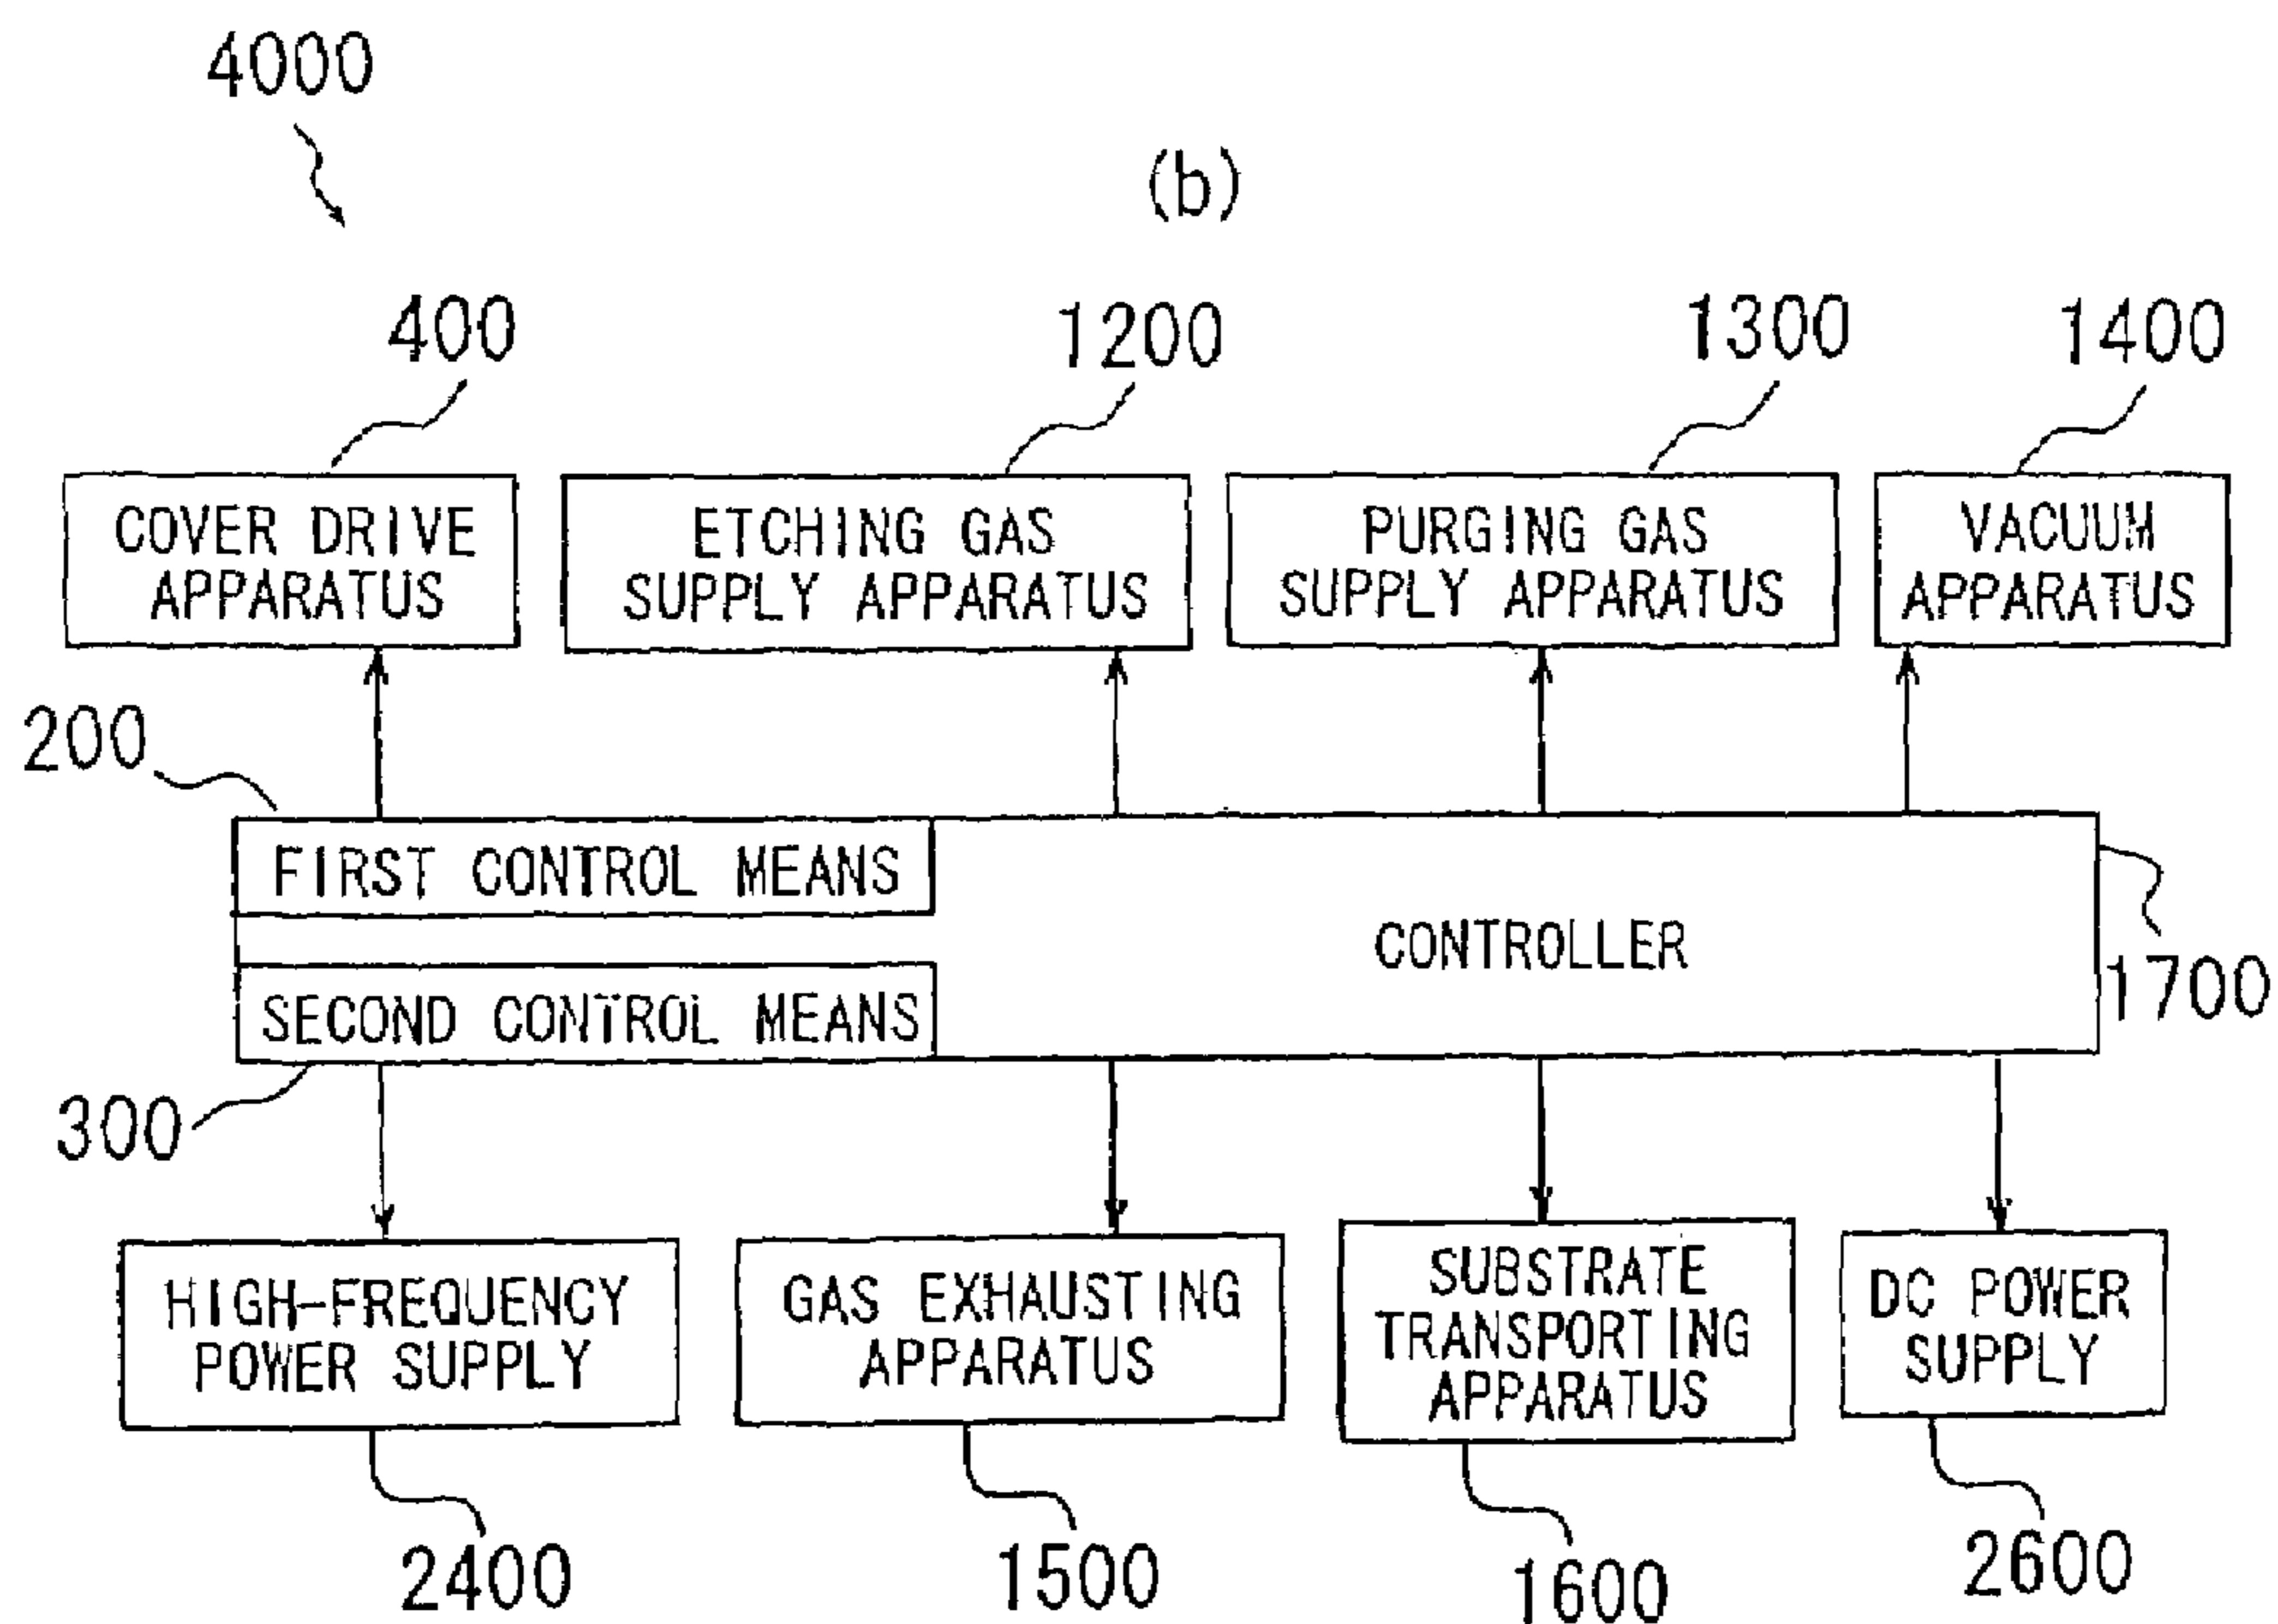 4000
(b)
400
1200
1300
1400
COVER DRIVE
APPARATUS
ETCHING GAS
SUPPLY APPARATUS
PURGING GAS
SUPPLY APPARATUS
VACUUM
APPARATUS
200
FIRST CONTROL MEANS
CONTROLLER
SECOND CONTROL MEANS
1700
300
HIGH-FREQUENCY
POWER SUPPLY
GAS EXHAUSTING
APPARATUS
SUBSTRATE
TRANSPORTING
APPARATUS
DC POWER
SUPPLY
2400
1500
1600
2600